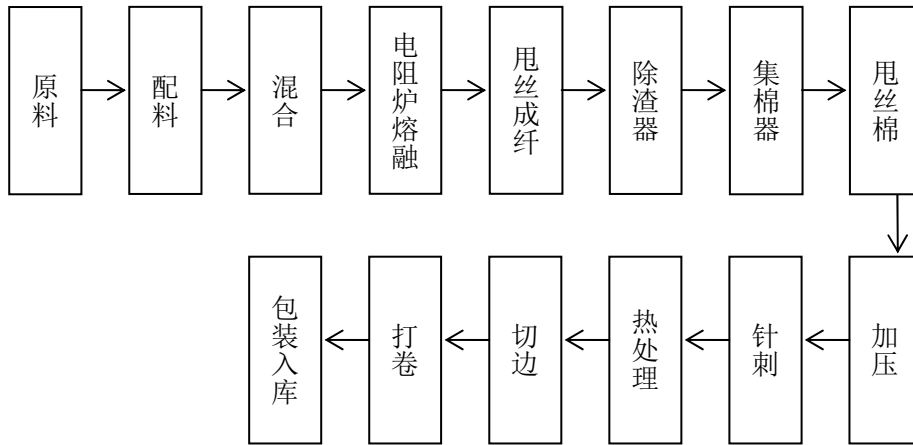 原料
配料
混合
电阻炉熔融
甩丝成纤
除渣器
集棉器
甩丝棉
加压
针刺
热处理
切边
打卷
包装入库